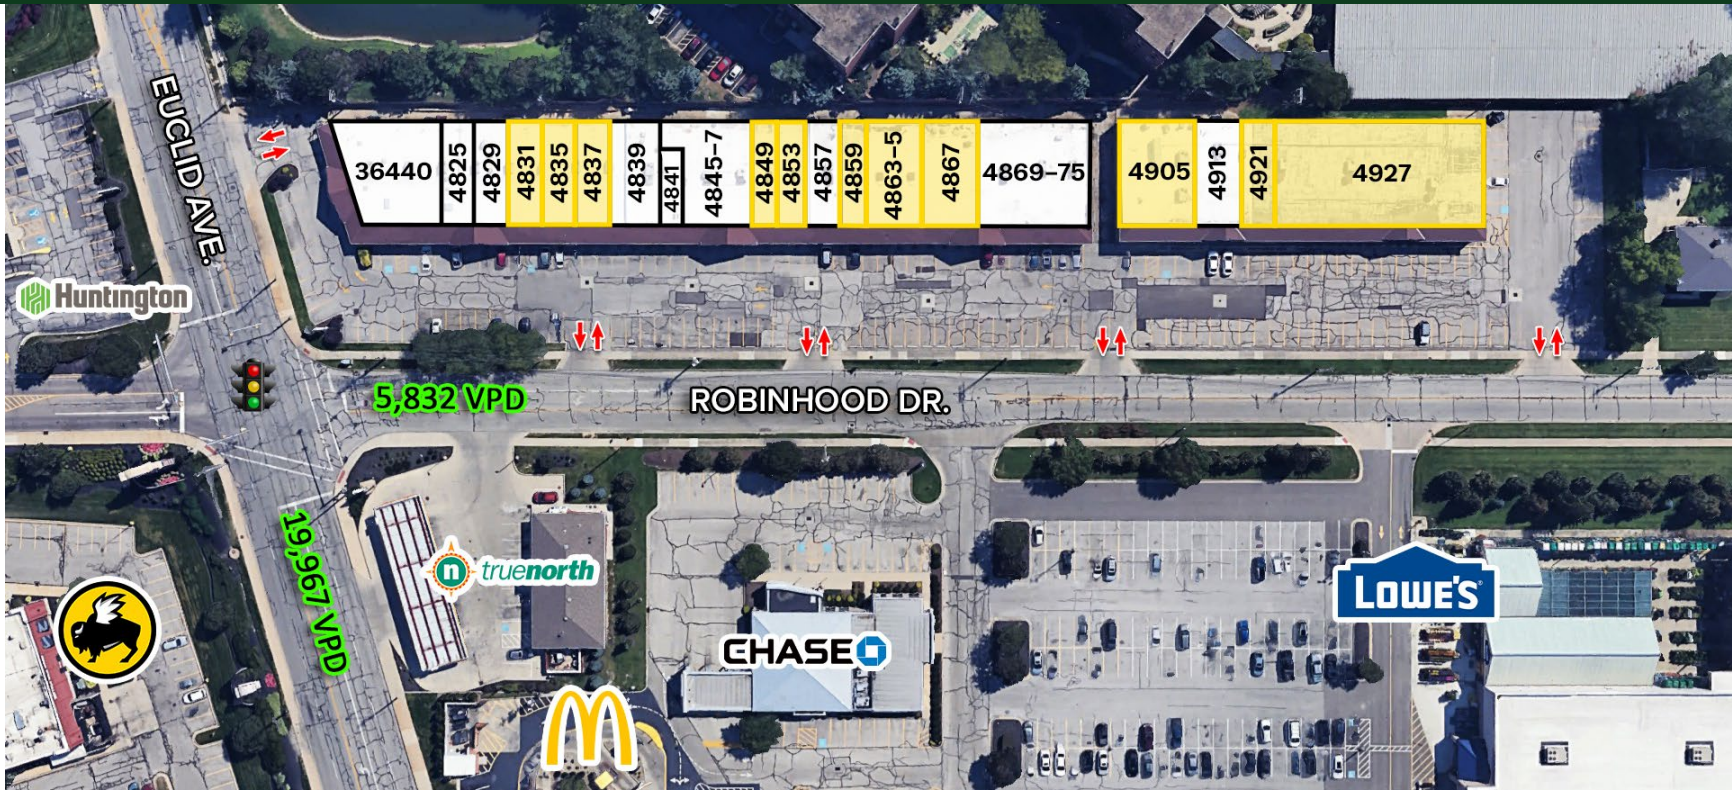 EUCLID AVE.
36440
4825
4829
4831
4835
4837
4839
4841
4845-7
4849
4853
4857
4859
4863-5
4867
4869-75
4905
4913
4921
4927
Huntington
5,832 VPD
ROBINHOOD DR.
19,967 VPD
n truenorth
LOWE'S
CHASE